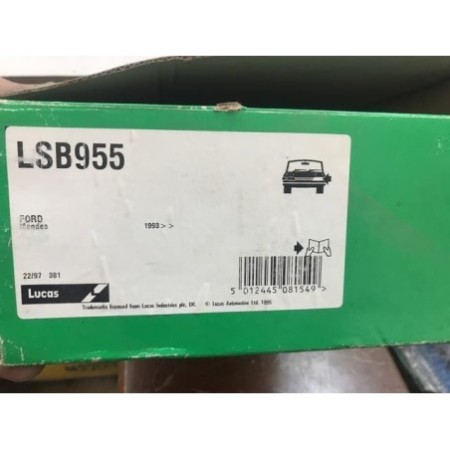 LSB955
FORD
Mondeo 1993 > >
22/97 381
Lucas
5 012445 081549 >
Trademarks licensed from Lucas Industries plc, UK. © Lucas Automotive Ltd. 1995